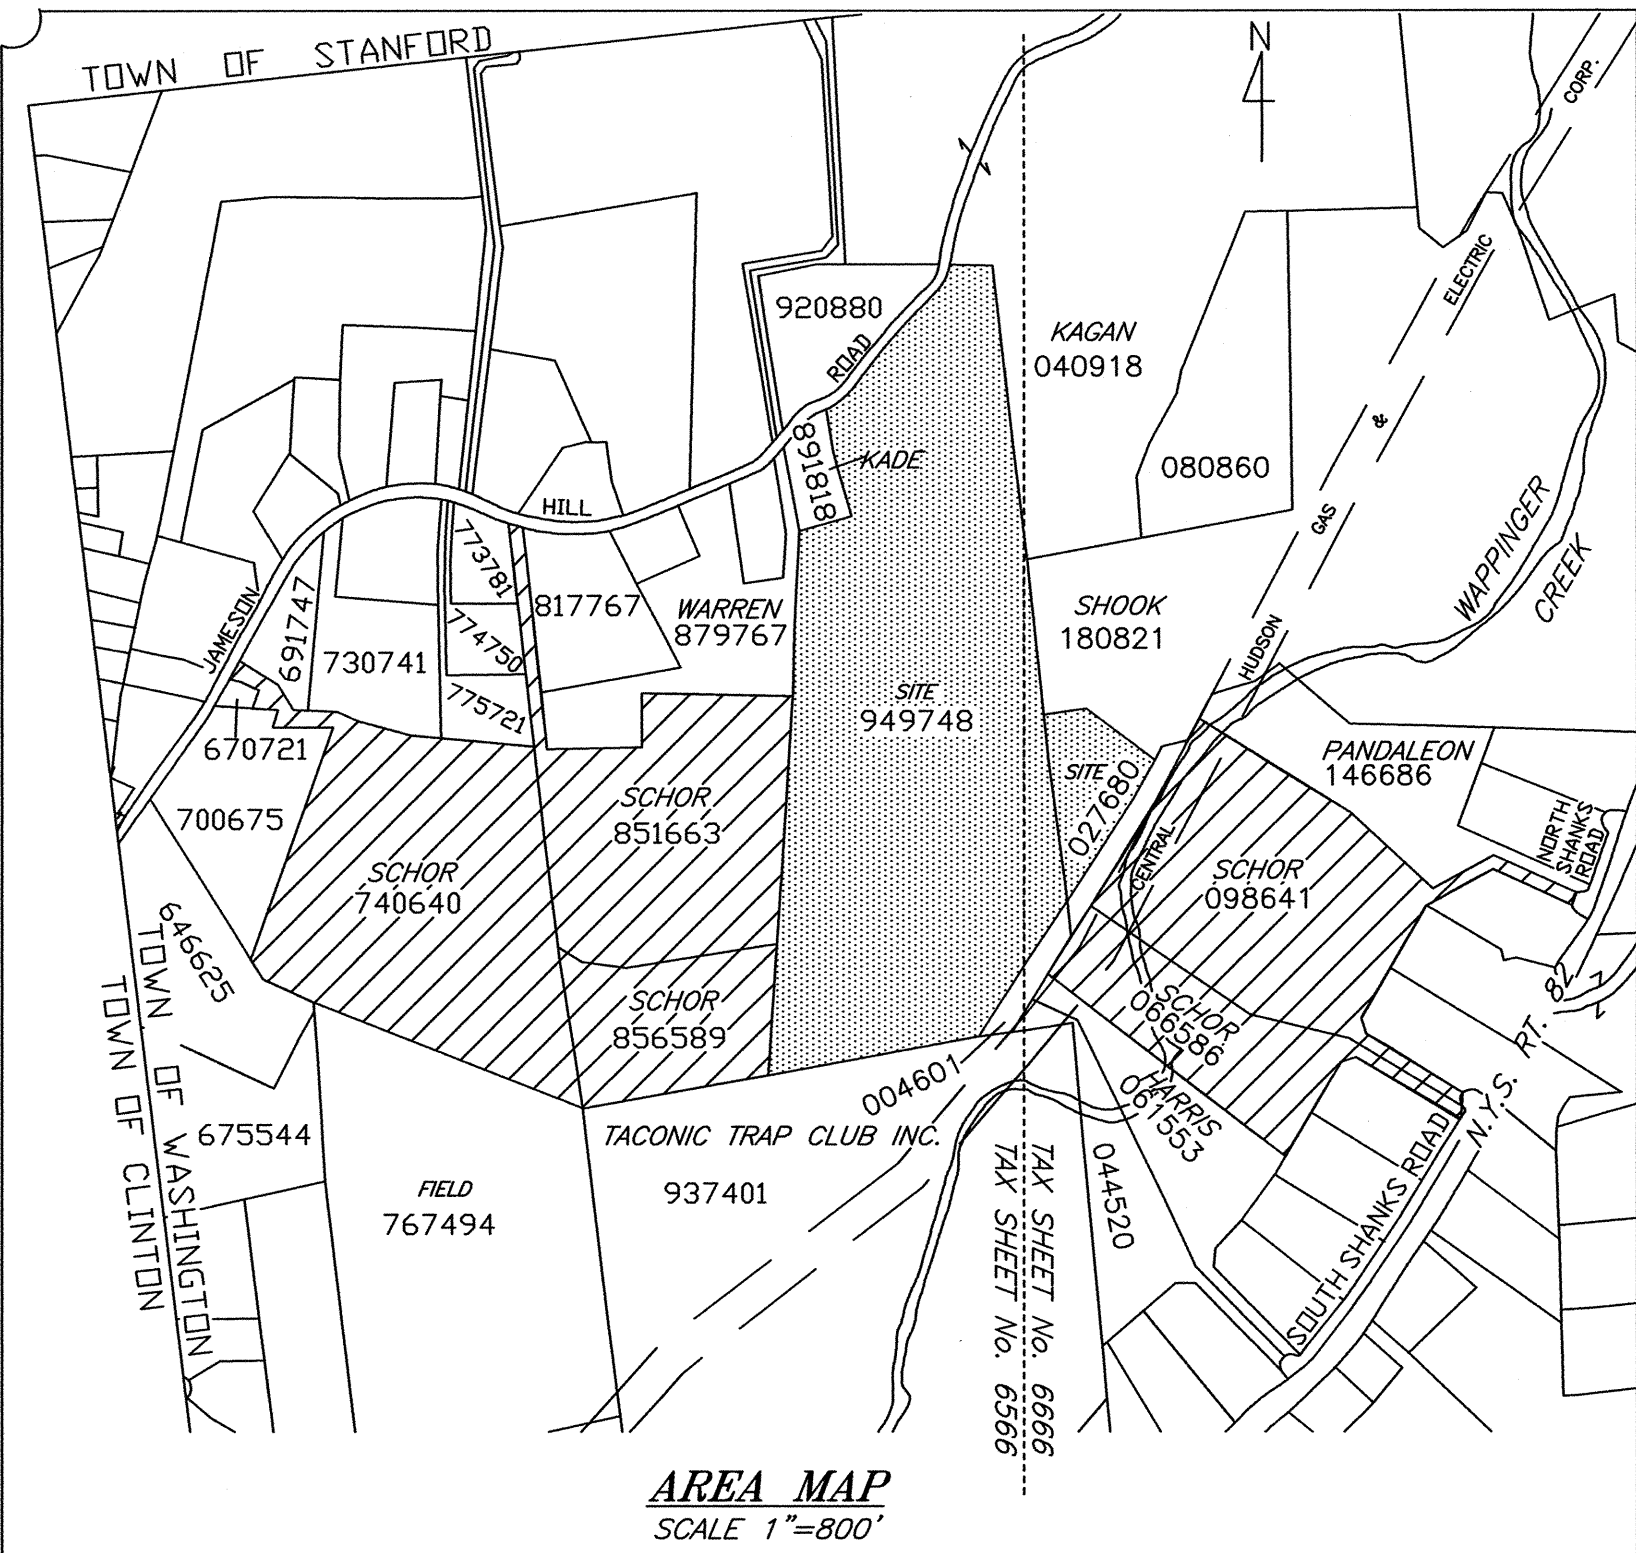 TOWN OF STANFORD
N
CORP.
ELECTRIC
&
GAS
HUDSON
CENTRAL
920880
ROAD
KAGAN
040918
891818
KADE
080860
WAPPINGER
CREEK
HILL
773781
817767
WARREN
879767
SHOOK
180821
JAMESON
691747
730741
774750
775721
670721
700675
SITE
949748
SITE
027680
PANDALEON
146686
NORTH
SHANKS
ROAD
SCHOR
851663
SCHOR
740640
SCHOR
098641
646625
TOWN OF WASHINGTON
TOWN OF CLINTON
SCHOR
856589
SCHOR
066586
HARRIS
061553
N.Y.S. RT. 82
004601
675544
TACONIC TRAP CLUB INC.
937401
FIELD
767494
044520
SOUTH SHANKS ROAD
TAX SHEET No. 6666
TAX SHEET No. 6566
AREA MAP
SCALE 1"=800'